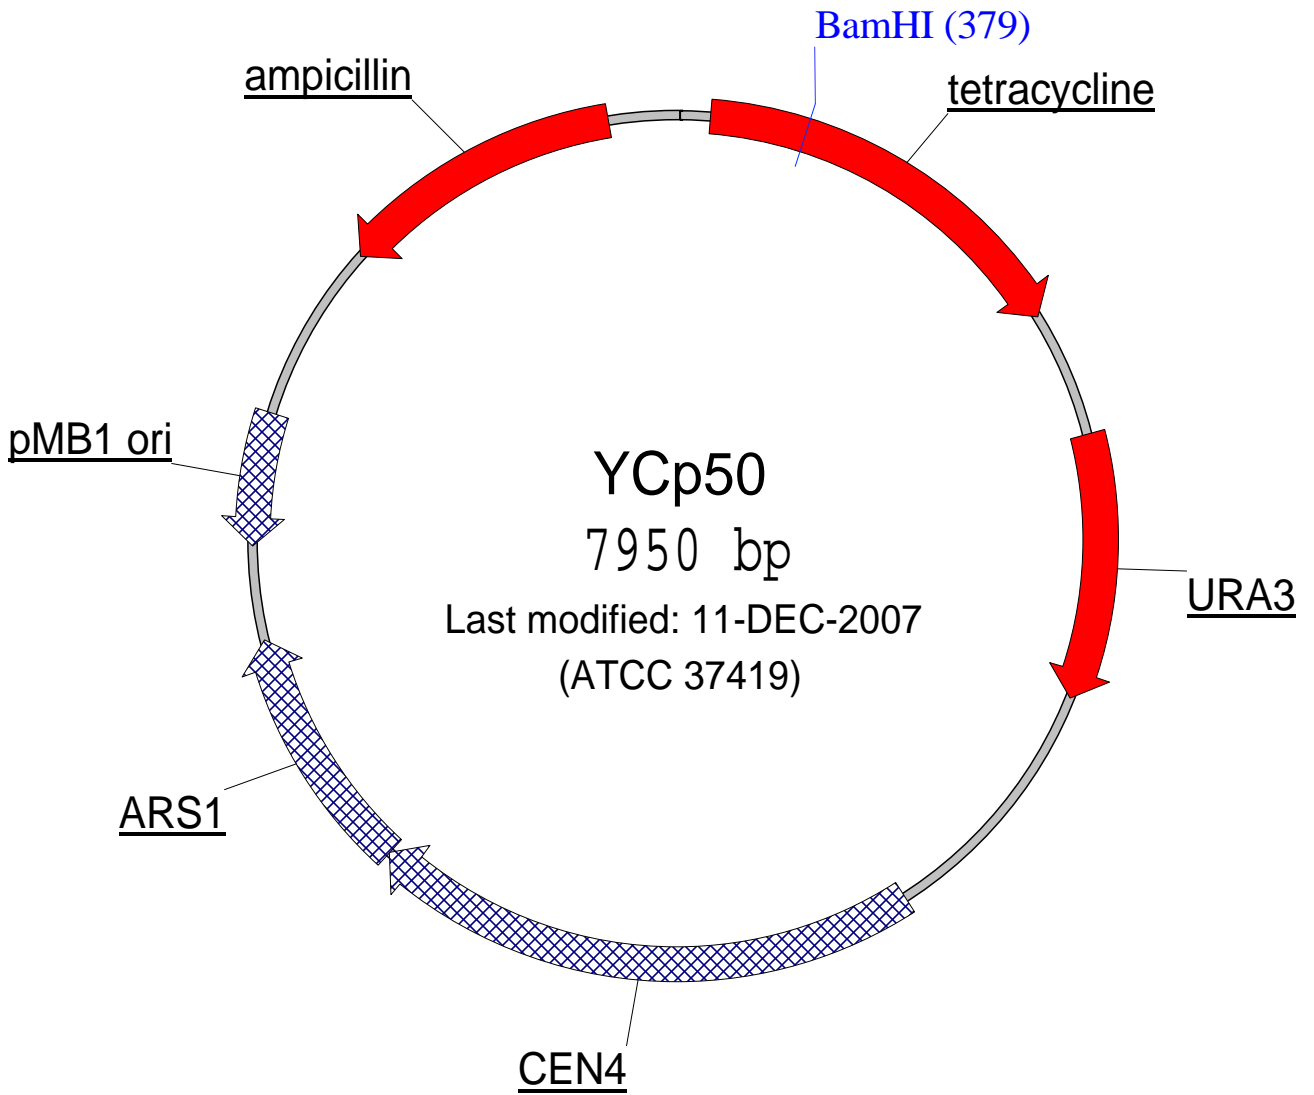 BamHI (379)
ampicillin
tetracycline
pMB1 ori
YCp50
7950 bp
Last modified: 11-DEC-2007
(ATCC 37419)
URA3
ARS1
CEN4